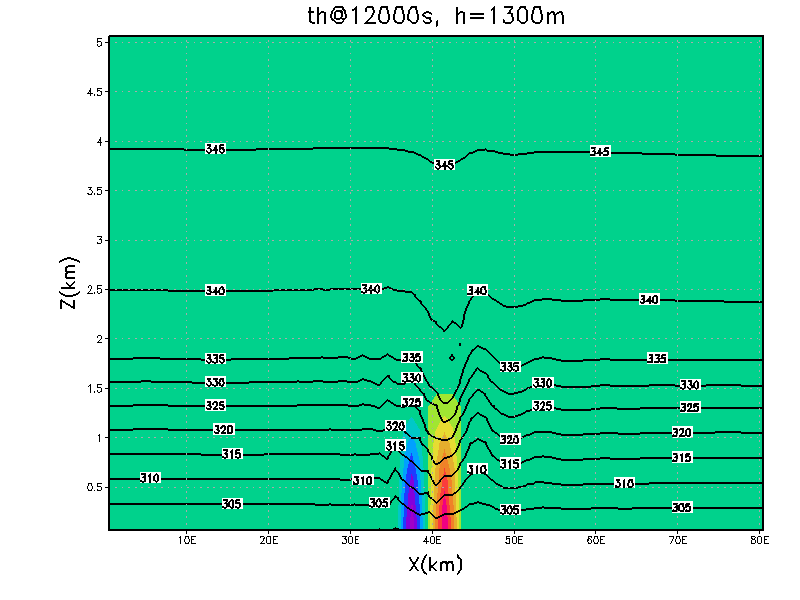 th@12000s, h=1300m
5
4.5
4
3.5
3
2.5
2
1.5
1
0.5
Z(km)
345 345 345
340 340 340 340
335 335 335 335
330 330 330 330
325 325 325 325
320 320 320 320
315 315 315 315
310 310 310 310
305 305 305 305
10E 20E 30E 40E 50E 60E 70E 80E
X(km)